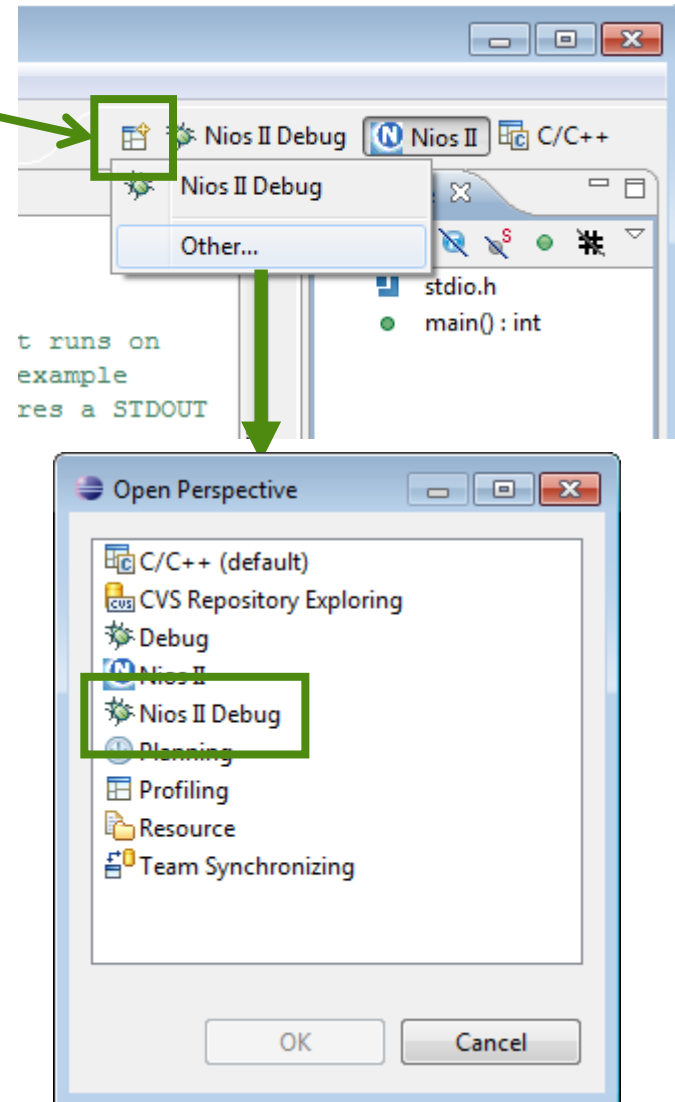 Nios II Debug Nios II C/C++
Nios II Debug
Other...
stdio.h
main() : int
t runs on
example
res a STDOUT
Open Perspective
C/C++ (default)
CVS Repository Exploring
Debug
Nios II
Nios II Debug
Planning
Profiling
Resource
Team Synchronizing
OK Cancel